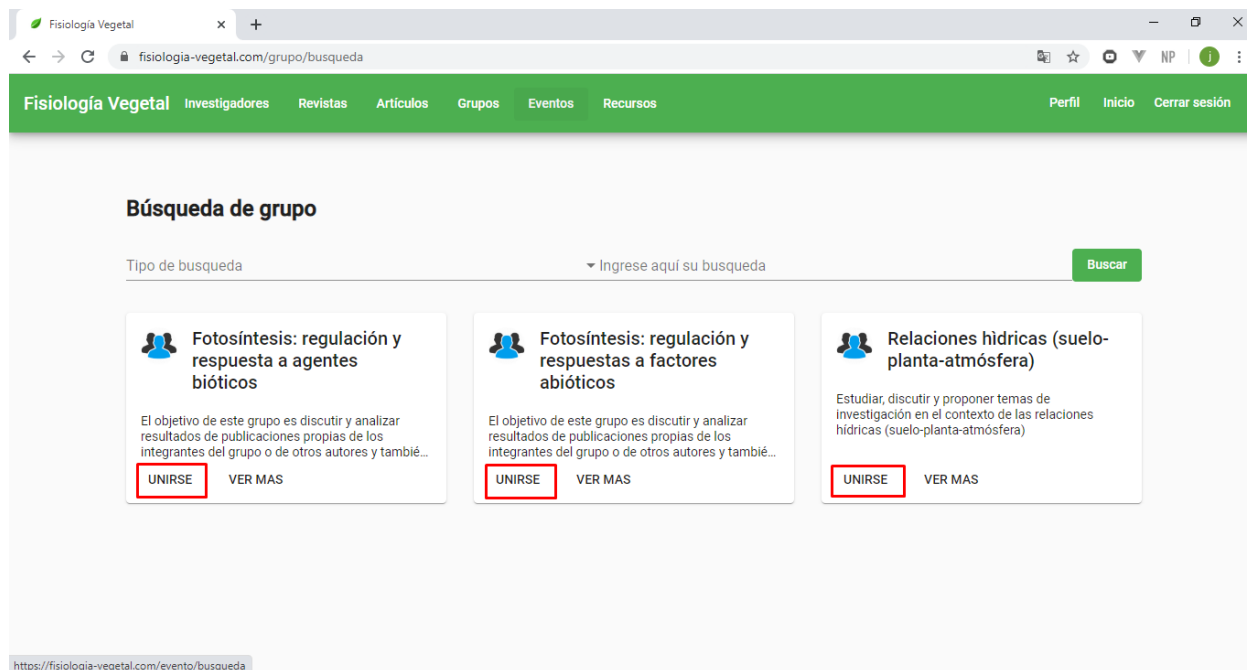 Fisiología Vegetal
fisiologia-vegetal.com/grupo/busqueda
NP
j
Fisiología Vegetal Investigadores Revistas Artículos Grupos Eventos Recursos Perfil Inicio Cerrar sesión
Búsqueda de grupo
Tipo de busqueda Ingrese aquí su busqueda Buscar
Fotosíntesis: regulación y
respuesta a agentes
bióticos
El objetivo de este grupo es discutir y analizar
resultados de publicaciones propias de los
integrantes del grupo o de otros autores y tambié...
UNIRSE VER MAS
Fotosíntesis: regulación y
respuestas a factores
abióticos
El objetivo de este grupo es discutir y analizar
resultados de publicaciones propias de los
integrantes del grupo o de otros autores y tambié...
UNIRSE VER MAS
Relaciones hìdricas (suelo-
planta-atmósfera)
Estudiar, discutir y proponer temas de
investigación en el contexto de las relaciones
hídricas (suelo-planta-atmósfera)
UNIRSE VER MAS
https://fisiologia-vegetal.com/evento/busqueda